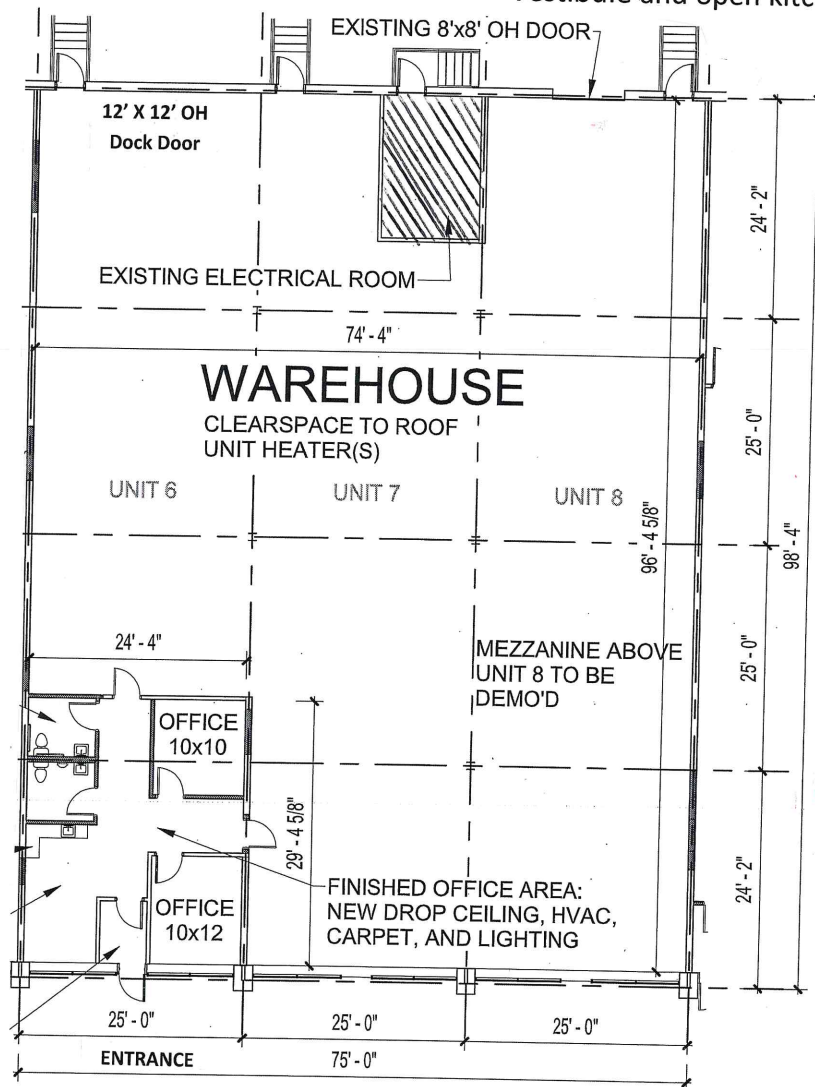 vestibule and open kitc
EXISTING 8'x8' OH DOOR
12' X 12' OH
Dock Door
24' - 2"
EXISTING ELECTRICAL ROOM
74' - 4"
WAREHOUSE
CLEARSPACE TO ROOF
UNIT HEATER(S)
25' - 0"
UNIT 6
UNIT 7
UNIT 8
96' - 4 5/8"
98' - 4"
24' - 4"
MEZZANINE ABOVE
UNIT 8 TO BE
DEMO'D
25' - 0"
OFFICE
10x10
29' - 4 5/8"
FINISHED OFFICE AREA:
NEW DROP CEILING, HVAC,
CARPET, AND LIGHTING
24' - 2"
OFFICE
10x12
25' - 0"
25' - 0"
25' - 0"
ENTRANCE
75' - 0"